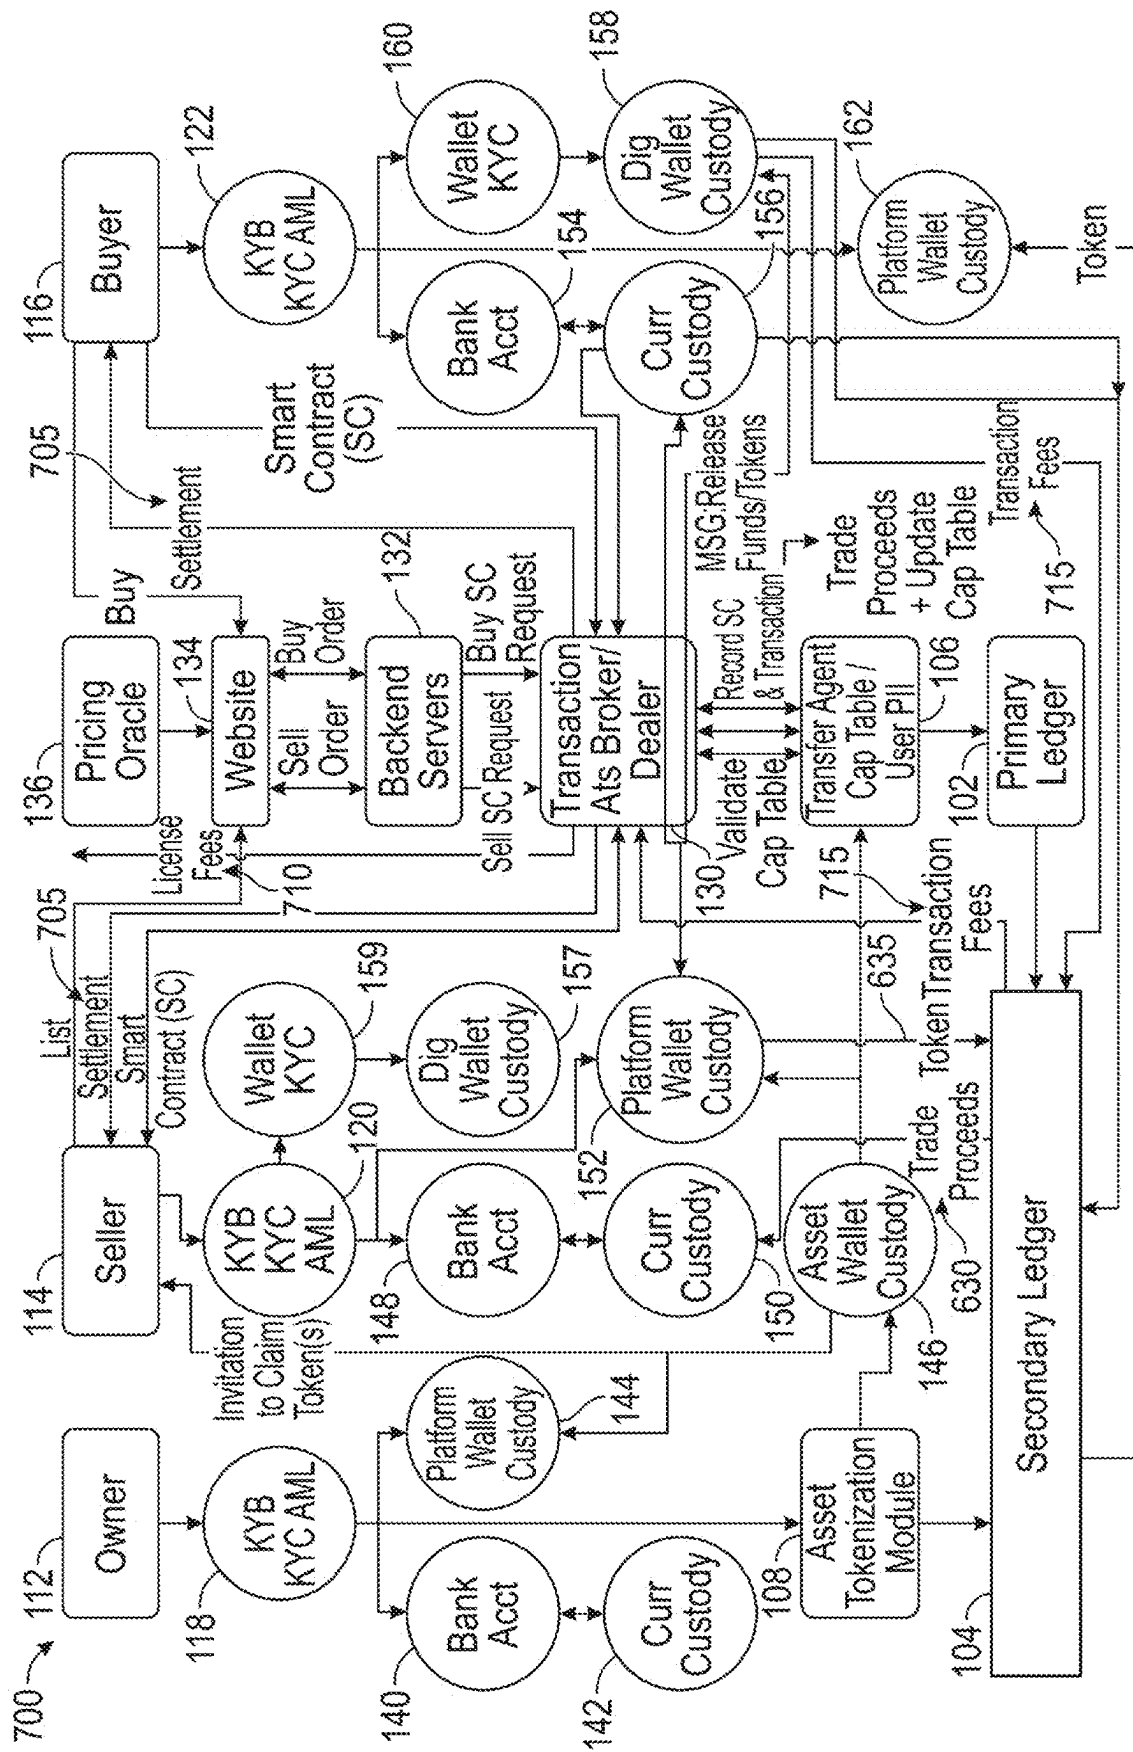 700
112
Owner
118
KYB
KYC AML
140
Bank
Acct
142
Curr
Custody
Platform
Wallet
Custody
144
108
Asset
Tokenization
Module
104
Secondary Ledger
114
Seller
Invitation
to Claim
Token(s)
KYB
KYC
AML
120
148
Bank
Acct
Curr
Custody
150
Asset
Wallet
Custody
146
630
Trade
Proceeds
Wallet
KYC
159
Dig
Wallet
Custody
157
152
Platform
Wallet
Custody
635
Token
Transaction
Fees
715
List
705
Settlement
Smart
Contract (SC)
License
Fees
710
136
Pricing
Oracle
134
Website
Sell
Order
Buy
Order
Backend
Servers
132
Sell SC Request
Buy SC
Request
Transaction
Ats Broker/
Dealer
130
Validate
Cap Table
Record SC
& Transaction
Transfer Agent
Cap Table /
User PII
106
102
Primary
Ledger
Buy
Settlement
705
Smart
Contract
(SC)
MSG:Release
Funds/Tokens
Trade
Proceeds
+ Update
Cap Table
715
Transaction
Fees
116
Buyer
122
KYB
KYC AML
Bank
Acct
154
Curr
Custody
156
160
Wallet
KYC
158
Dig
Wallet
Custody
162
Platform
Wallet
Custody
Token